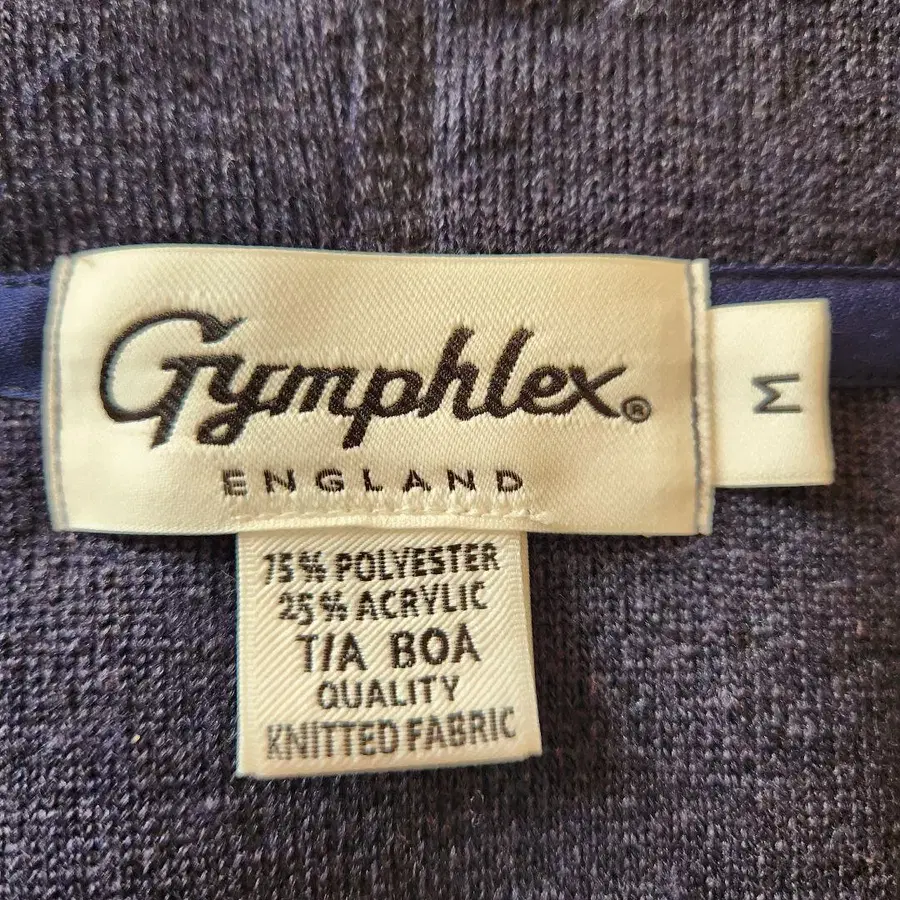 Gymphlex®
ENGLAND
M
75% POLYESTER
25% ACRYLIC
T/A BOA
QUALITY
KNITTED FABRIC